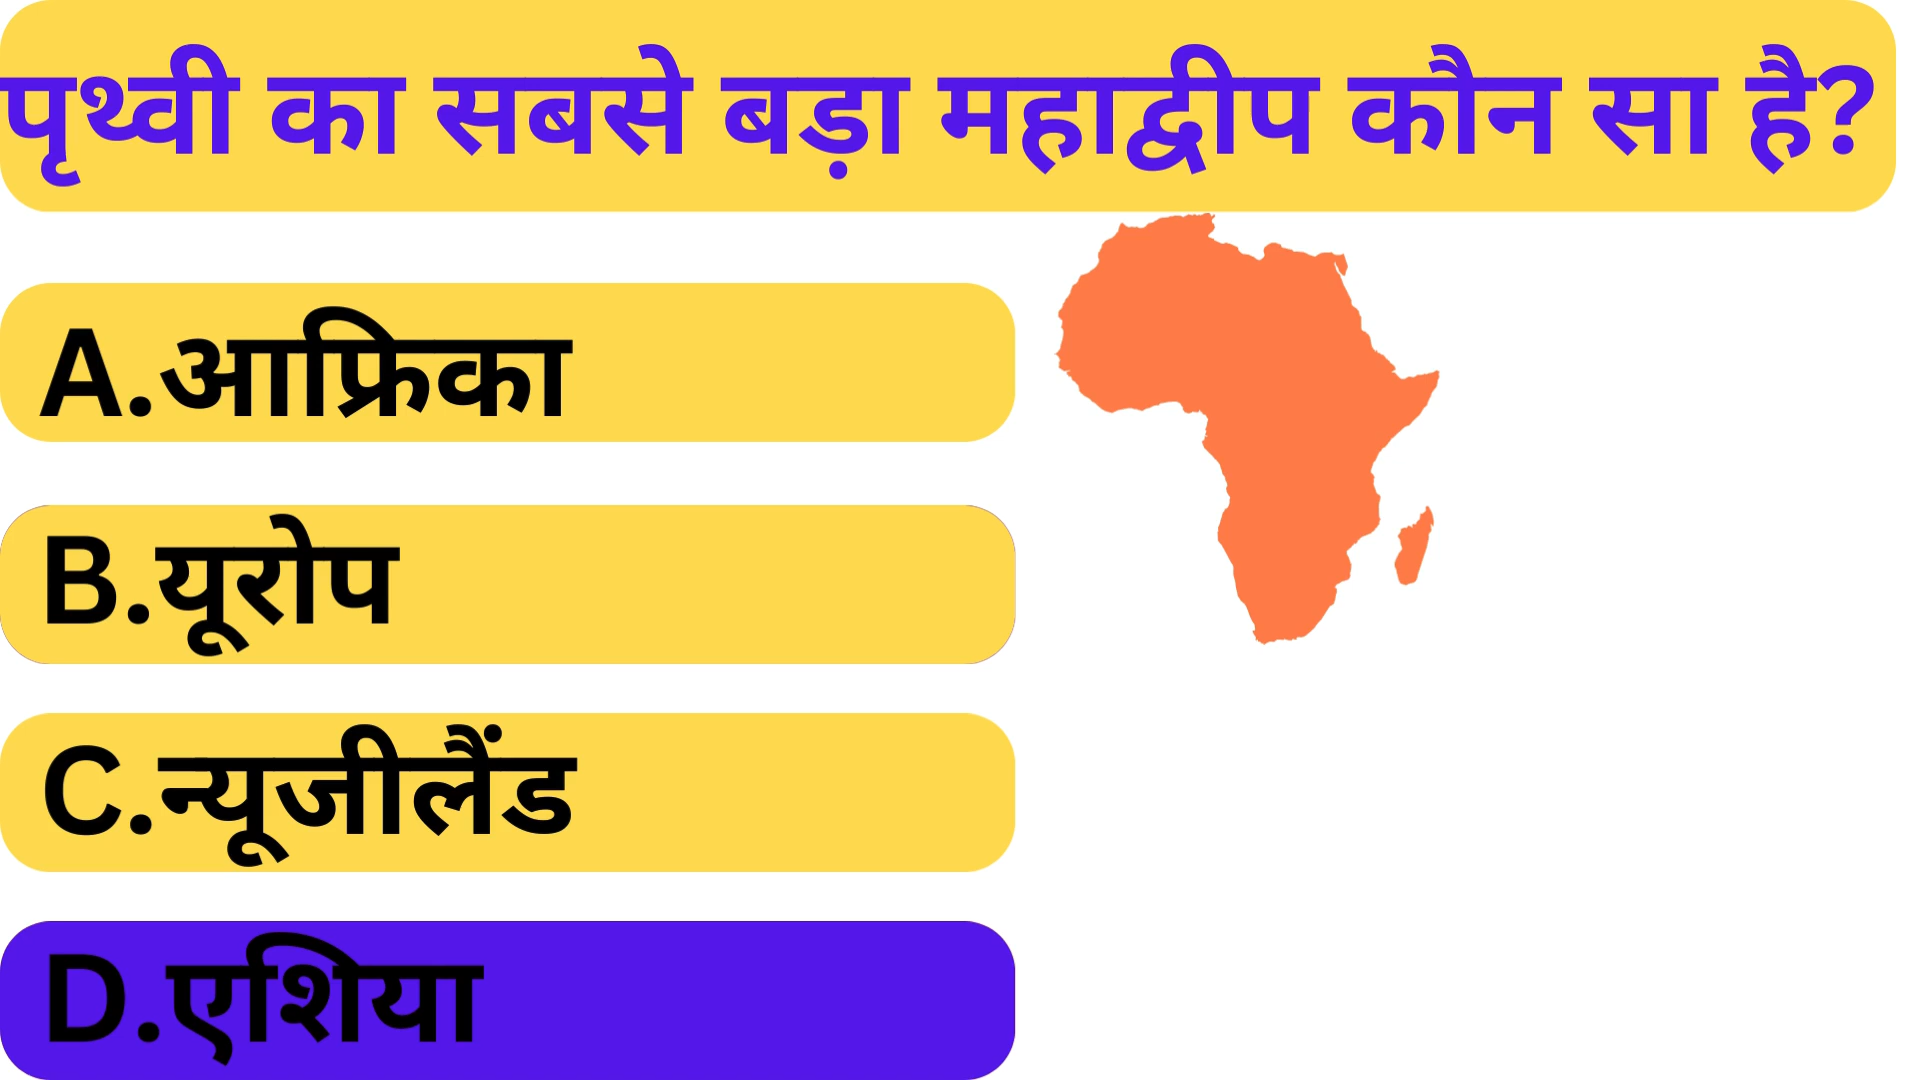 पृथ्वी का सबसे बड़ा महाद्वीप कौन सा है?
A.आफ्रिका
B.यूरोप
C.न्यूजीलैंड
D.एशिया